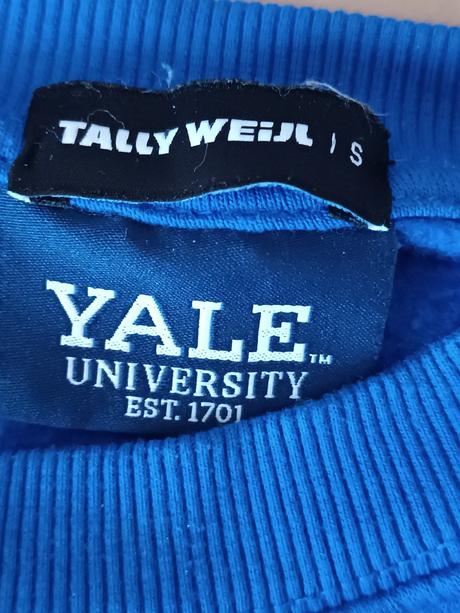 TALLY WEiJL | S
YALE™
UNIVERSITY
EST. 1701